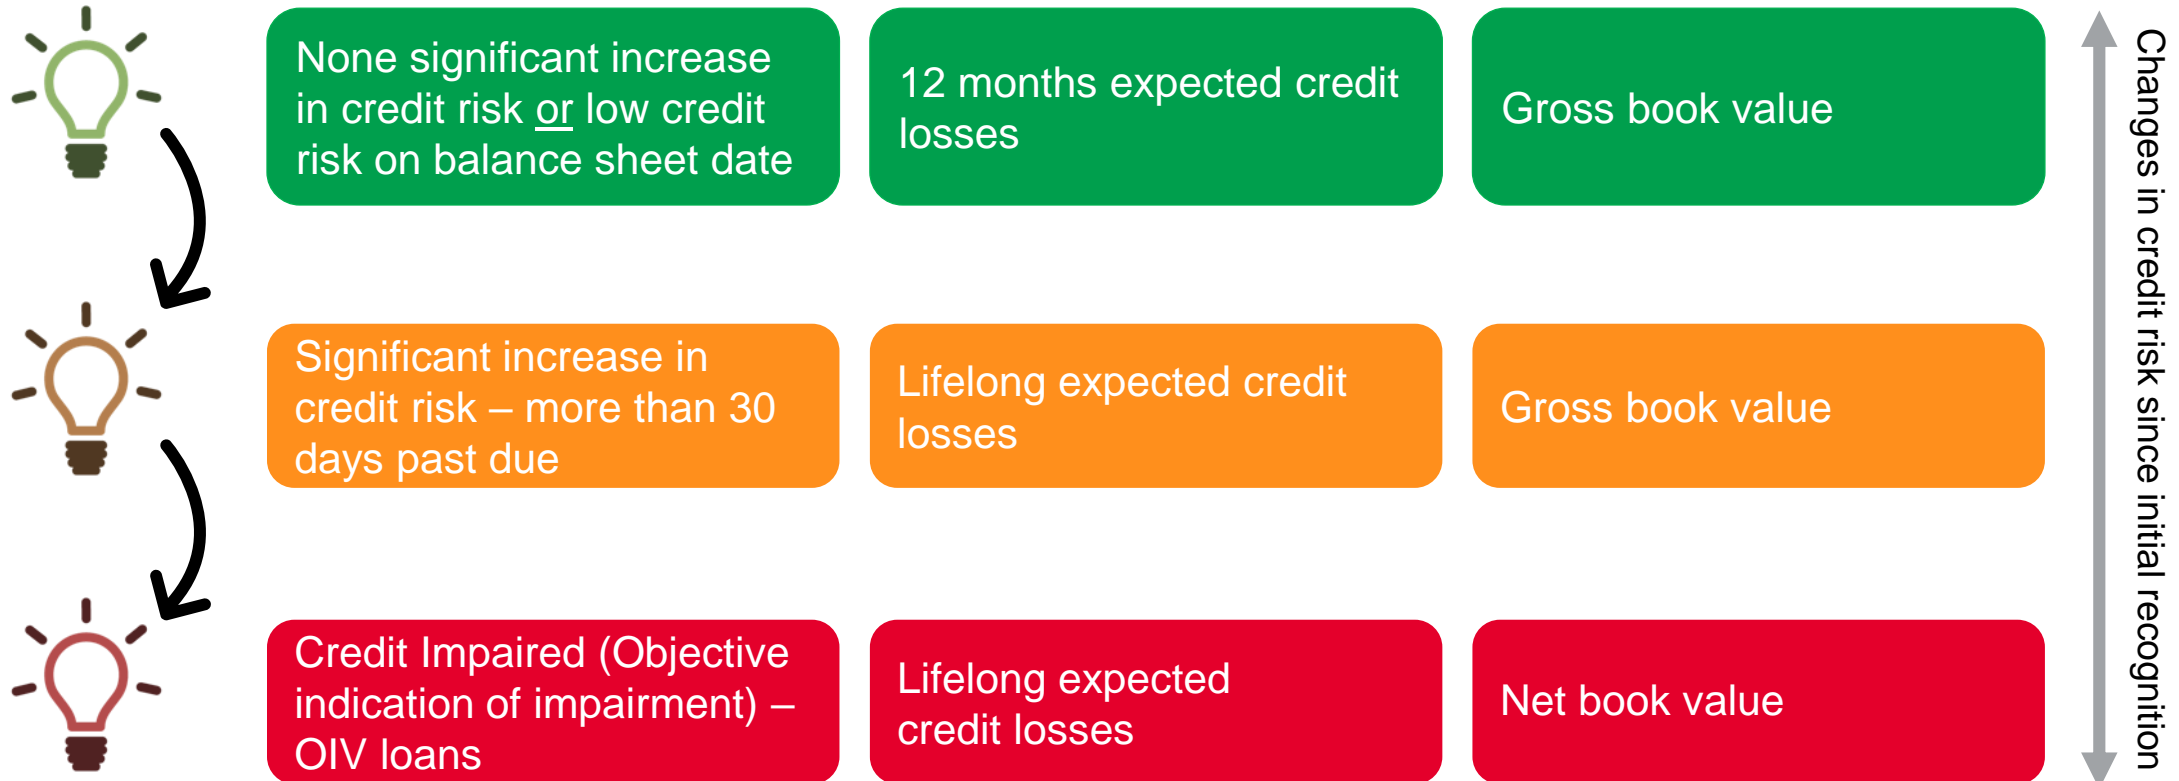 None significant increase
in credit risk or low credit
risk on balance sheet date
12 months expected credit
losses
Gross book value
Significant increase in
credit risk – more than 30
days past due
Lifelong expected credit
losses
Gross book value
Credit Impaired (Objective
indication of impairment) –
OIV loans
Lifelong expected
credit losses
Net book value
Changes in credit risk since initial recognition